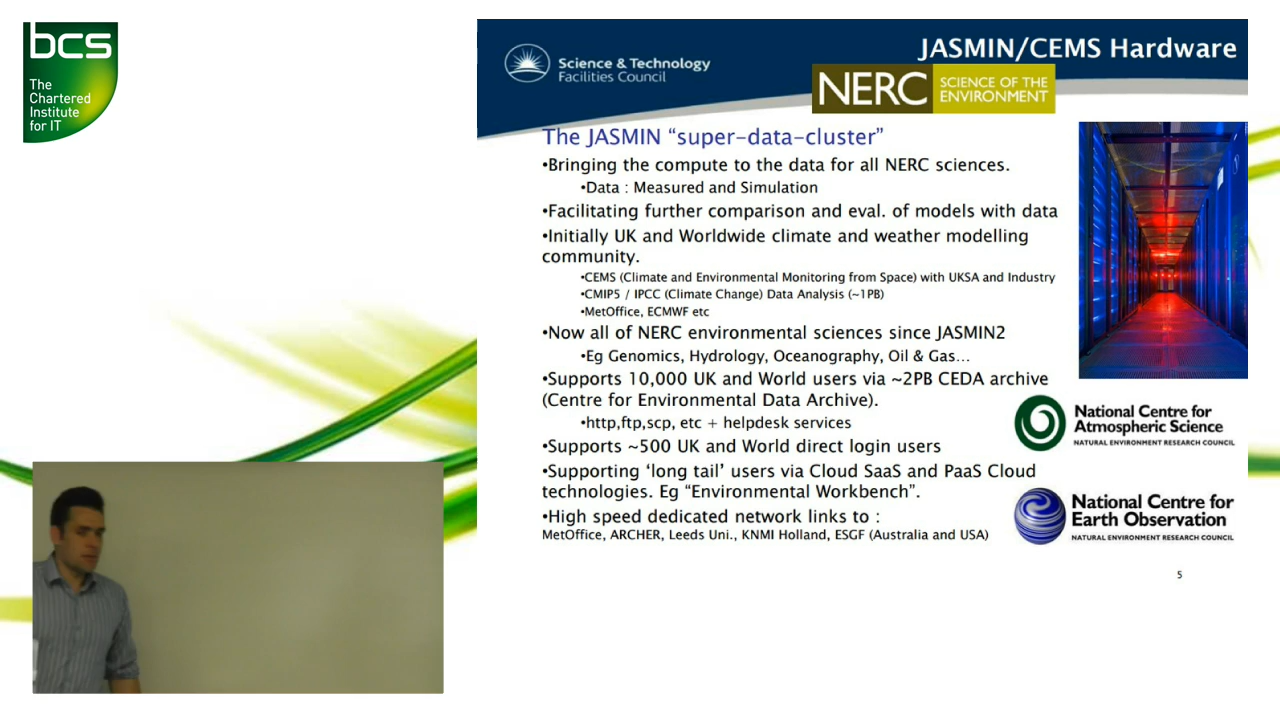 bcs
The
Chartered
Institute
for IT
JASMIN/CEMS Hardware
Science & Technology
Facilities Council
NERC SCIENCE OF THE
ENVIRONMENT
The JASMIN “super-data-cluster”
•Bringing the compute to the data for all NERC sciences.
•Data : Measured and Simulation
•Facilitating further comparison and eval. of models with data
•Initially UK and Worldwide climate and weather modelling
community.
•CEMS (Climate and Environmental Monitoring from Space) with UKSA and Industry
•CMIP5 / IPCC (Climate Change) Data Analysis (~1PB)
•MetOffice, ECMWF etc
•Now all of NERC environmental sciences since JASMIN2
•Eg Genomics, Hydrology, Oceanography, Oil & Gas…
•Supports 10,000 UK and World users via ~2PB CEDA archive
(Centre for Environmental Data Archive).
•http,ftp,scp, etc + helpdesk services
•Supports ~500 UK and World direct login users
•Supporting ‘long tail’ users via Cloud SaaS and PaaS Cloud
technologies. Eg “Environmental Workbench”.
•High speed dedicated network links to :
MetOffice, ARCHER, Leeds Uni., KNMI Holland, ESGF (Australia and USA)
National Centre for
Atmospheric Science
NATURAL ENVIRONMENT RESEARCH COUNCIL
National Centre for
Earth Observation
NATURAL ENVIRONMENT RESEARCH COUNCIL
5